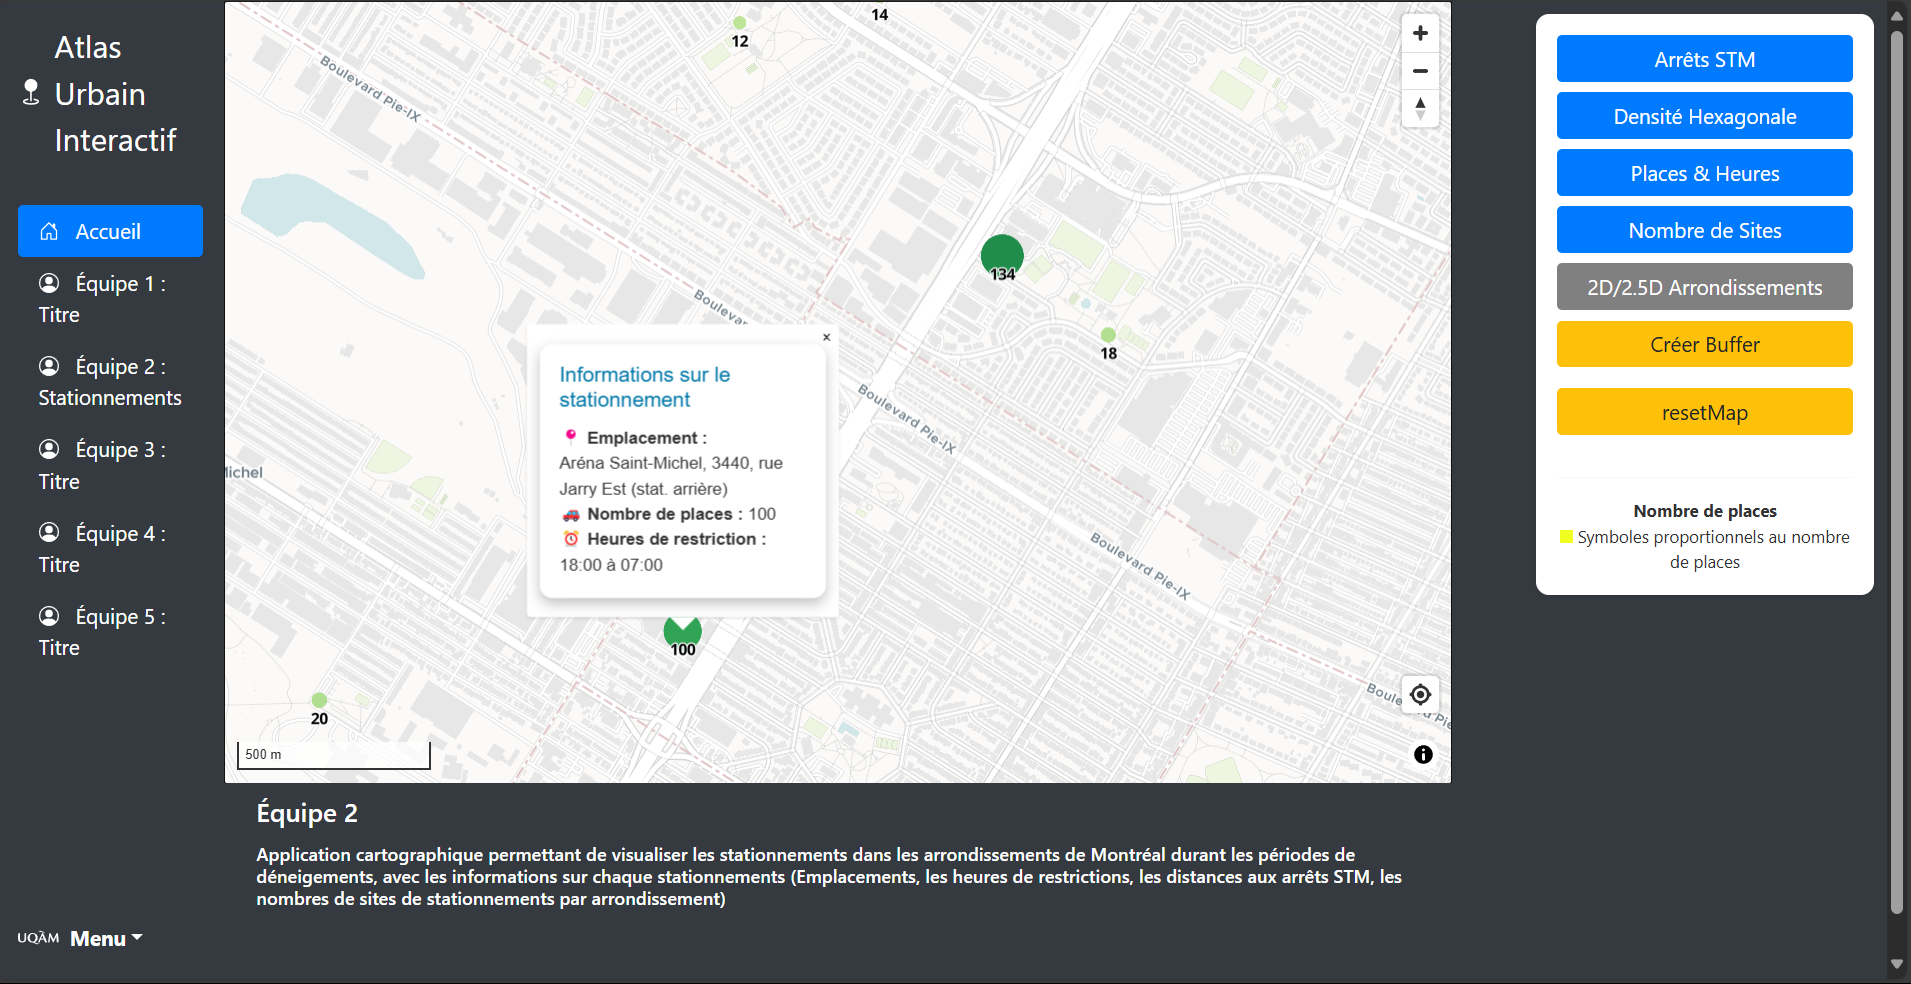 Atlas
Urbain
Interactif
Accueil
Équipe 1 :
Titre
Équipe 2 :
Stationnements
Équipe 3 :
Titre
Équipe 4 :
Titre
Équipe 5 :
Titre
UQÀM Menu
14
12
Boulevard Pie-IX
134
18
Boulevard Pie-IX
Boulevard Pie-IX
100
20
500 m
×
Informations sur le
stationnement
Emplacement :
Aréna Saint-Michel, 3440, rue
Jarry Est (stat. arrière)
Nombre de places : 100
Heures de restriction :
18:00 à 07:00
Équipe 2
Application cartographique permettant de visualiser les stationnements dans les arrondissements de Montréal durant les périodes de
déneigements, avec les informations sur chaque stationnements (Emplacements, les heures de restrictions, les distances aux arrêts STM, les
nombres de sites de stationnements par arrondissement)
Arrêts STM
Densité Hexagonale
Places & Heures
Nombre de Sites
2D/2.5D Arrondissements
Créer Buffer
resetMap
Nombre de places
Symboles proportionnels au nombre
de places